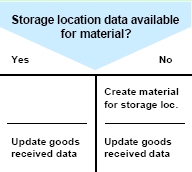 Storage location data available
for material?
Yes
No
Create material
for storage loc.
Update goods
received data
Update goods
received data